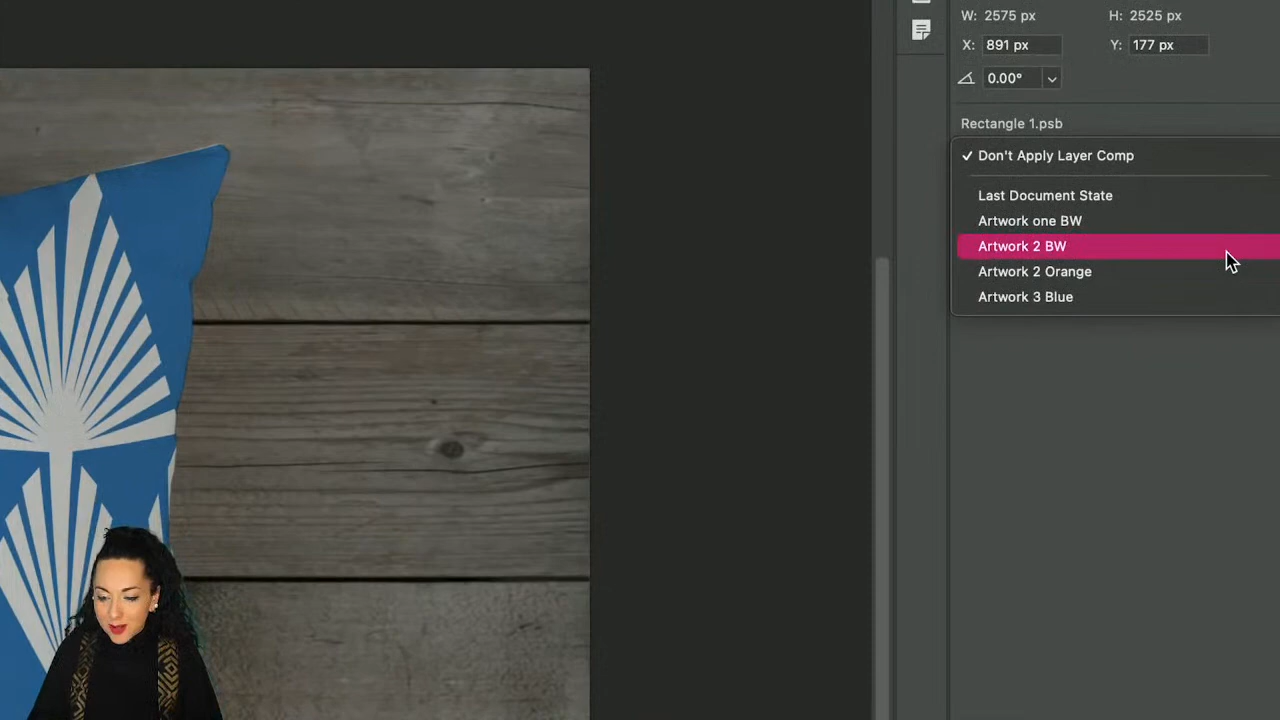 W: 2575 px H: 2525 px
X: 891 px Y: 177 px
0.00°
Rectangle 1.psb
✓ Don't Apply Layer Comp
Last Document State
Artwork one BW
Artwork 2 BW
Artwork 2 Orange
Artwork 3 Blue